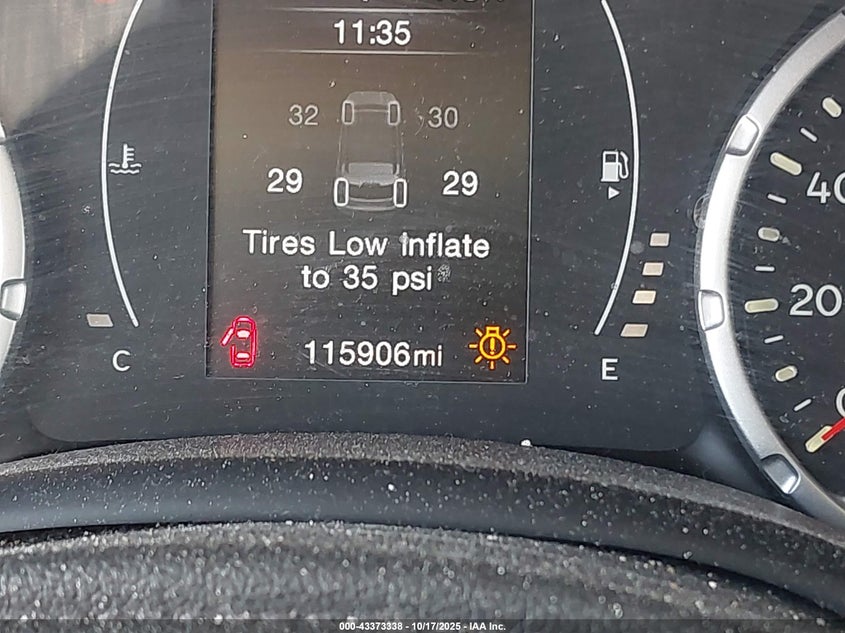 11:35
32 30
29 29
Tires Low Inflate
to 35 psi
115906mi
C
E
40
20
0
000-43373338 - 10/17/2025 - IAA Inc.